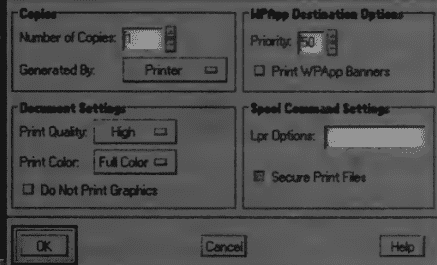 Copies
Number of Copies: 1
Generated By: Printer
WPApp Destination Options
Priority: 50
Print WPApp Banners
Document Settings
Print Quality: High
Print Color: Full Color
Do Not Print Graphics
Spool Command Settings
Lpr Options:
Secure Print Files
OK
Cancel
Help